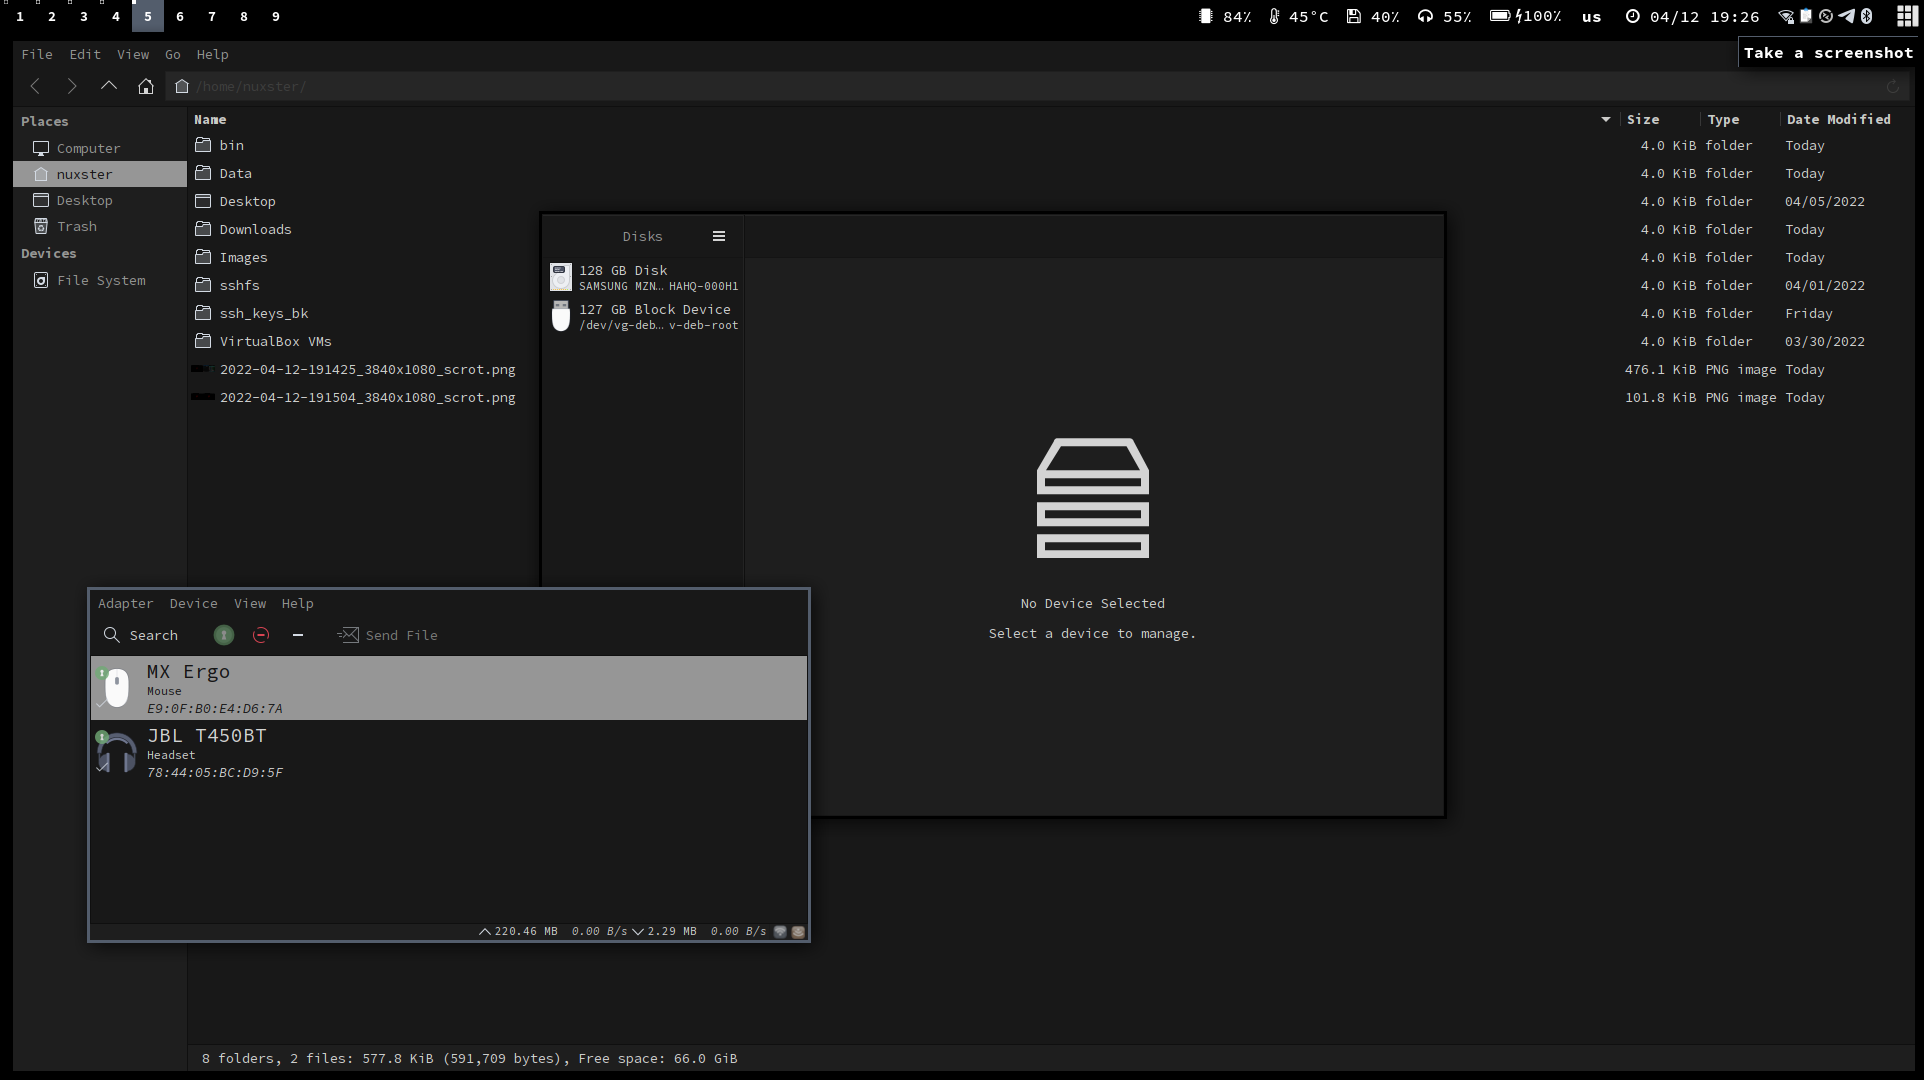 1 2 3 4 5 6 7 8 9 84% 45°C 40% 55% 100% us 04/12 19:26
Take a screenshot
File Edit View Go Help
/home/nuxster/
Places
Computer
nuxster
Desktop
Trash
Devices
File System
Name Size Type Date Modified
bin 4.0 KiB folder Today
Data 4.0 KiB folder Today
Desktop 4.0 KiB folder 04/05/2022
Downloads 4.0 KiB folder Today
Images 4.0 KiB folder Today
sshfs 4.0 KiB folder 04/01/2022
ssh_keys_bk 4.0 KiB folder Friday
VirtualBox VMs 4.0 KiB folder 03/30/2022
2022-04-12-191425_3840x1080_scrot.png 476.1 KiB PNG image Today
2022-04-12-191504_3840x1080_scrot.png 101.8 KiB PNG image Today
Disks
128 GB Disk
SAMSUNG MZN… HAHQ-000H1
127 GB Block Device
/dev/vg-deb… v-deb-root
No Device Selected
Select a device to manage.
Adapter Device View Help
Search Send File
MX Ergo
Mouse
E9:0F:B0:E4:D6:7A
JBL T450BT
Headset
78:44:05:BC:D9:5F
220.46 MB 0.00 B/s 2.29 MB 0.00 B/s
8 folders, 2 files: 577.8 KiB (591,709 bytes), Free space: 66.0 GiB